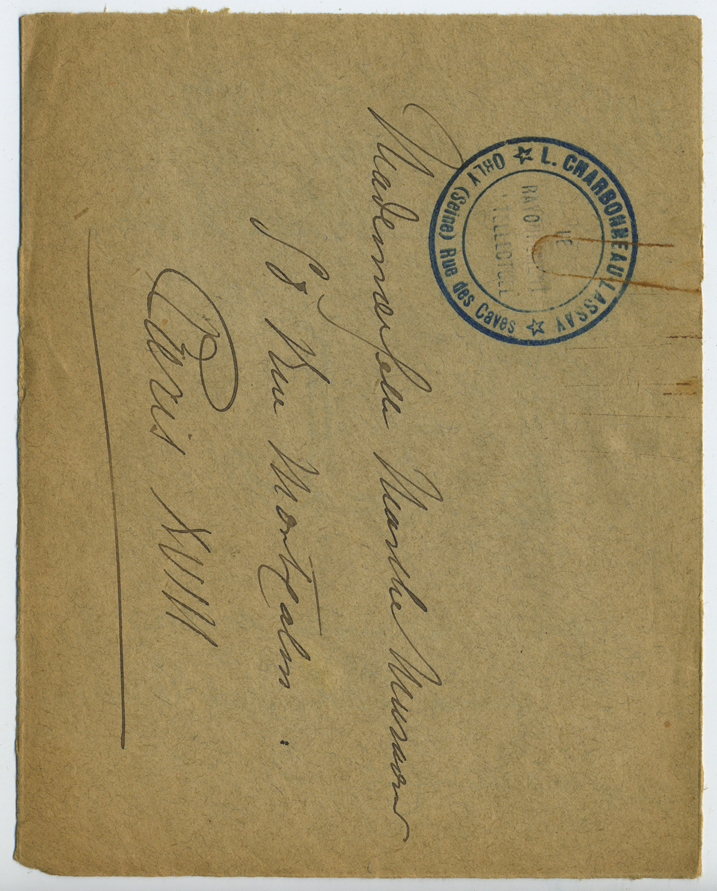 L. CHARBONNEAU-LASSAY
ORLY (Seine) Rue des Caves
Mademoiselle Marthe
Rue Montcalm.
Paris XVIII